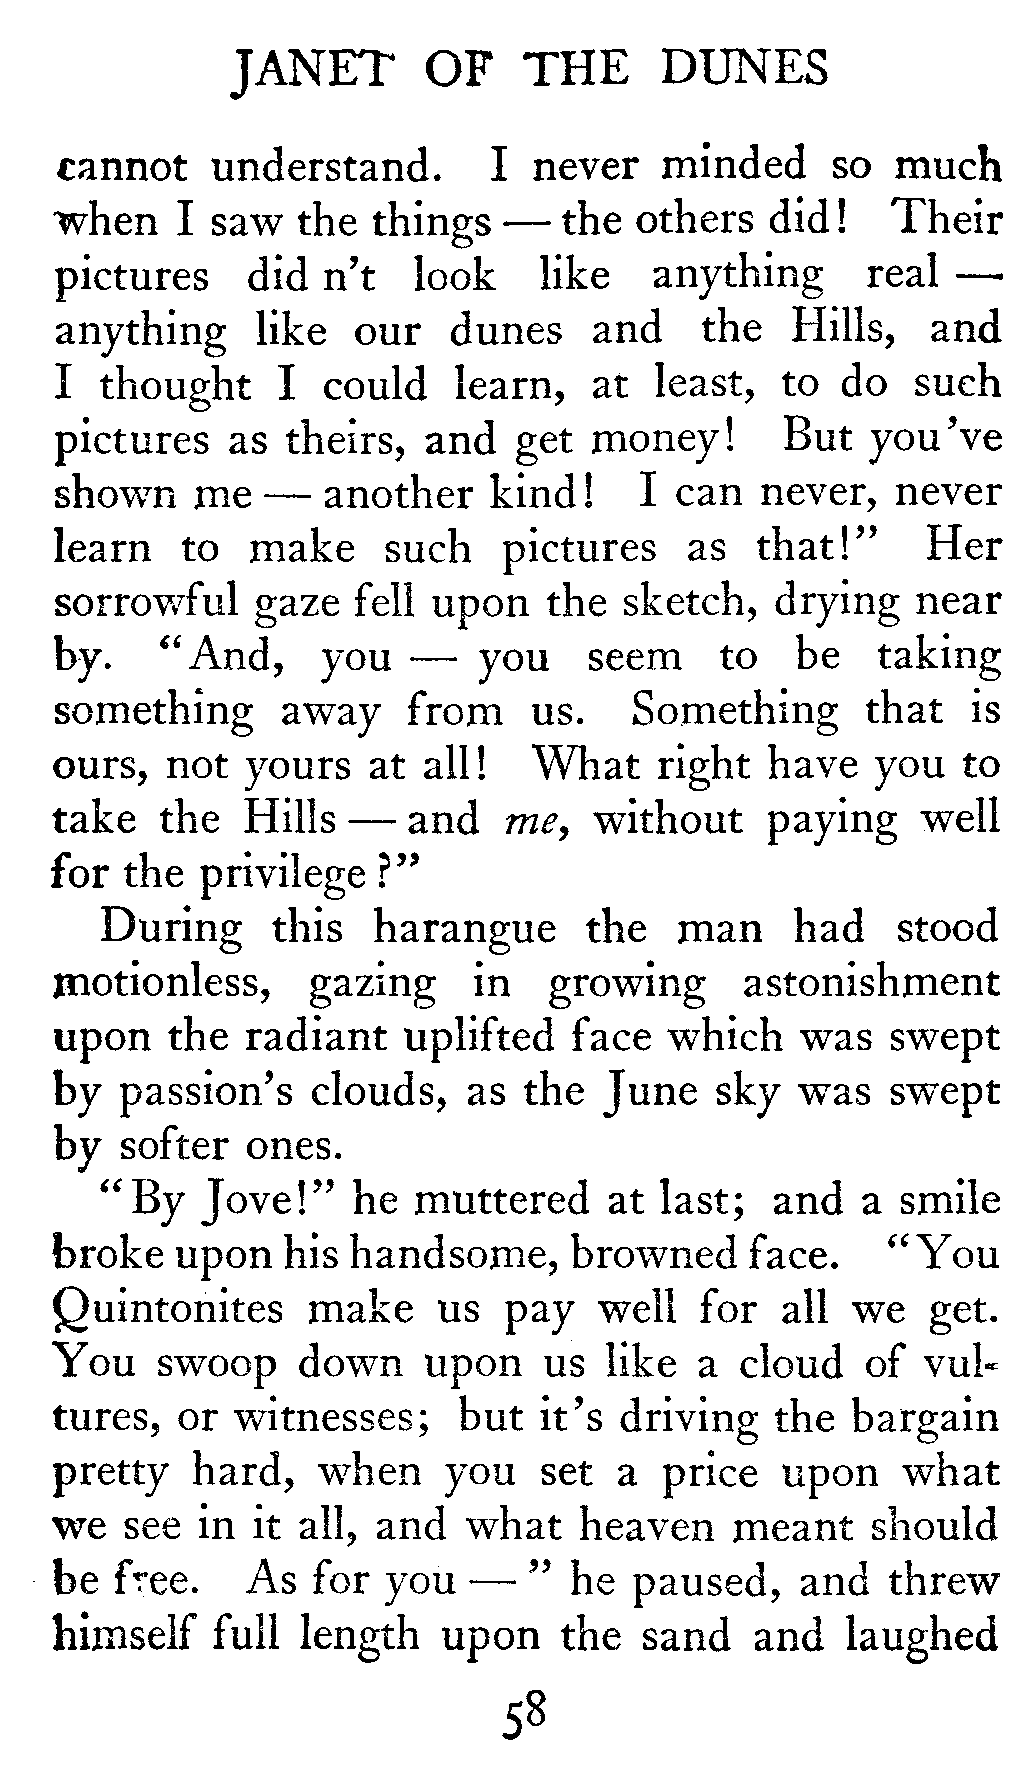 JANET OF THE DUNES
cannot understand. I never minded so much
when I saw the things — the others did! Their
pictures did n't look like anything real —
anything like our dunes and the Hills, and
I thought I could learn, at least, to do such
pictures as theirs, and get money! But you've
shown me — another kind! I can never, never
learn to make such pictures as that!” Her
sorrowful gaze fell upon the sketch, drying near
by. “And, you — you seem to be taking
something away from us. Something that is
ours, not yours at all! What right have you to
take the Hills — and me, without paying well
for the privilege?”
During this harangue the man had stood
motionless, gazing in growing astonishment
upon the radiant uplifted face which was swept
by passion's clouds, as the June sky was swept
by softer ones.
“By Jove!” he muttered at last; and a smile
broke upon his handsome, browned face. “You
Quintonites make us pay well for all we get.
You swoop down upon us like a cloud of vul-
tures, or witnesses; but it's driving the bargain
pretty hard, when you set a price upon what
we see in it all, and what heaven meant should
be free. As for you — ” he paused, and threw
himself full length upon the sand and laughed
58